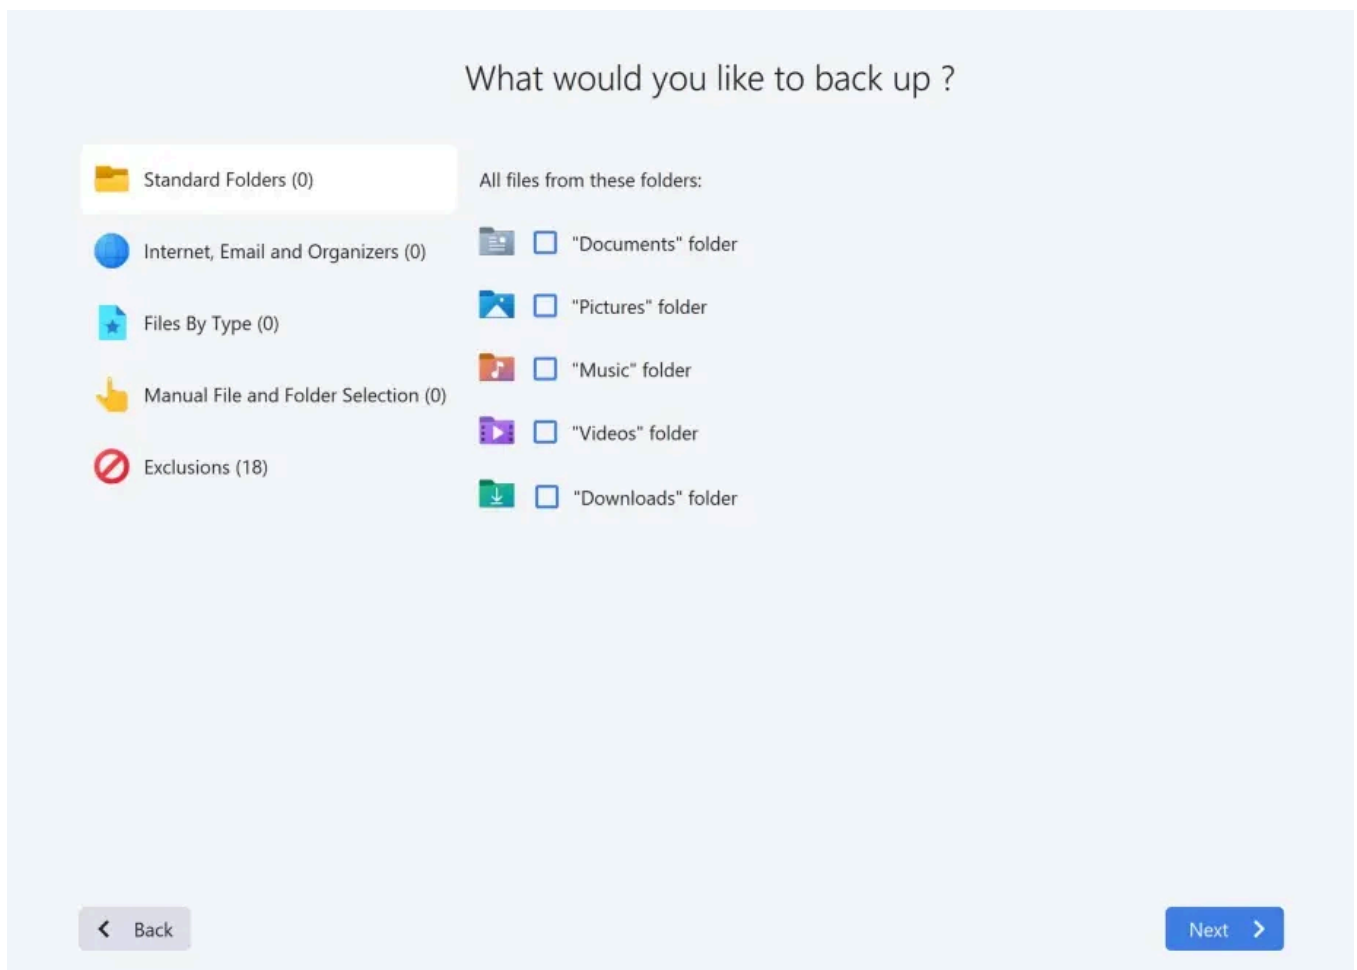 What would you like to back up ?
Standard Folders (0)
Internet, Email and Organizers (0)
Files By Type (0)
Manual File and Folder Selection (0)
Exclusions (18)
All files from these folders:
"Documents" folder
"Pictures" folder
"Music" folder
"Videos" folder
"Downloads" folder
Back
Next